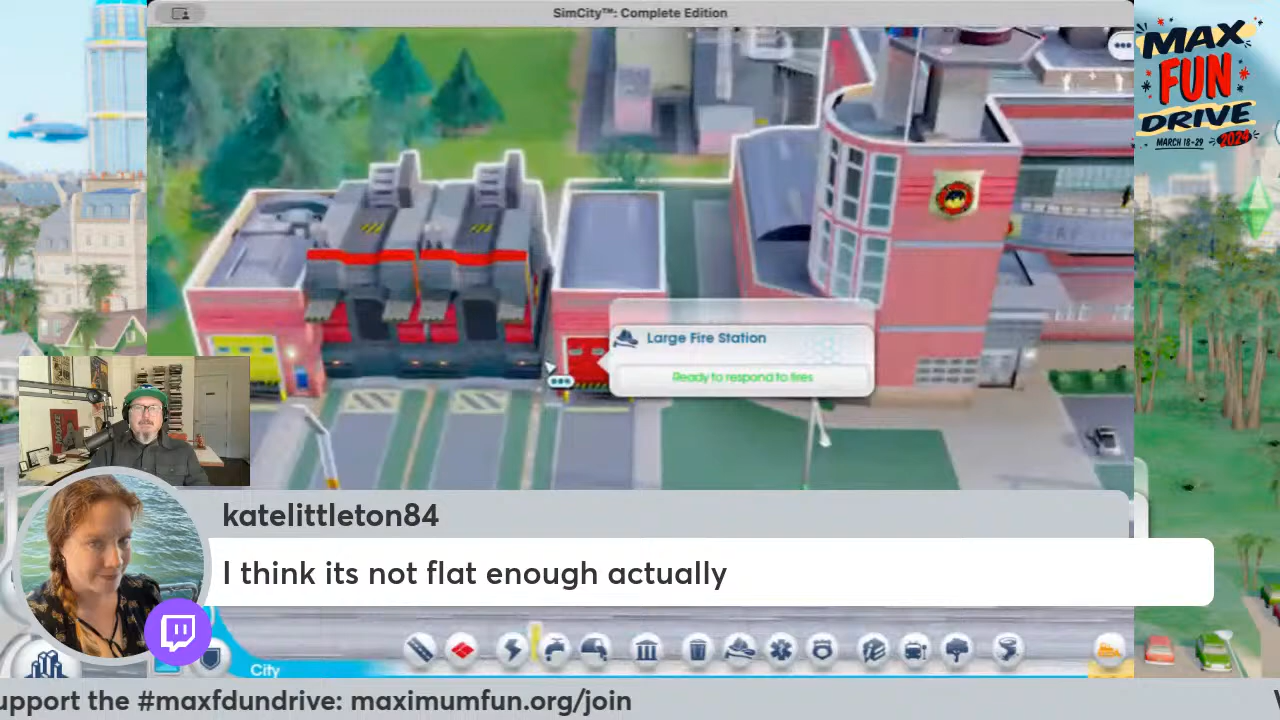 SimCity™: Complete Edition
MAX
FUN
DRIVE
MARCH 18-29 2024
Large Fire Station
Ready to respond to fires
katelittleton84
I think its not flat enough actually
City
upport the #maxfdundrive: maximumfun.org/join